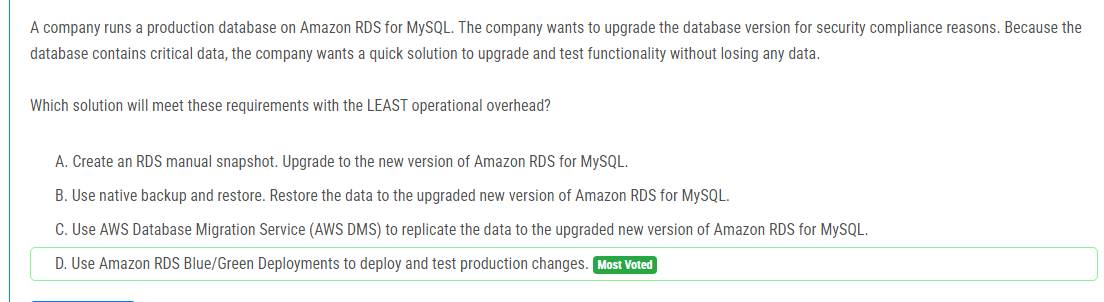 A company runs a production database on Amazon RDS for MySQL. The company wants to upgrade the database version for security compliance reasons. Because the
database contains critical data, the company wants a quick solution to upgrade and test functionality without losing any data.
Which solution will meet these requirements with the LEAST operational overhead?
A. Create an RDS manual snapshot. Upgrade to the new version of Amazon RDS for MySQL.
B. Use native backup and restore. Restore the data to the upgraded new version of Amazon RDS for MySQL.
C. Use AWS Database Migration Service (AWS DMS) to replicate the data to the upgraded new version of Amazon RDS for MySQL.
D. Use Amazon RDS Blue/Green Deployments to deploy and test production changes. Most Voted